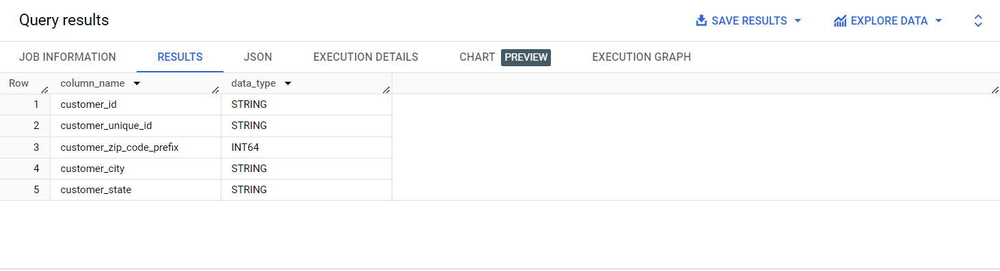 Query results SAVE RESULTS EXPLORE DATA
JOB INFORMATION RESULTS JSON EXECUTION DETAILS CHART PREVIEW EXECUTION GRAPH
Row column_name data_type
1 customer_id STRING
2 customer_unique_id STRING
3 customer_zip_code_prefix INT64
4 customer_city STRING
5 customer_state STRING